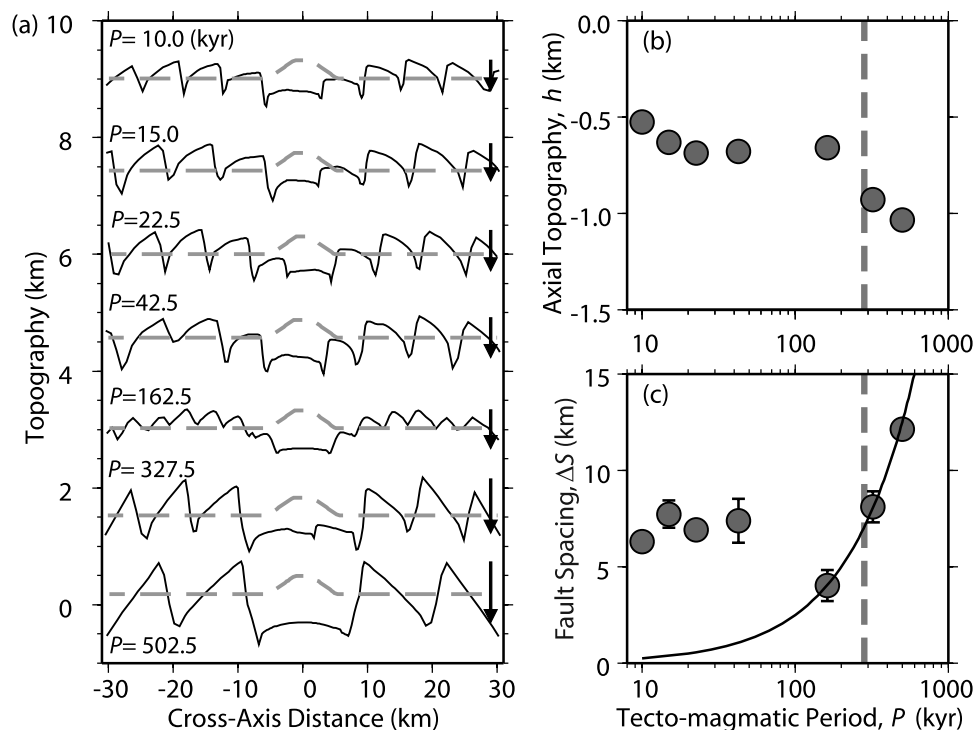 (a)
10
8
6
4
2
0
Topography (km)
P= 10.0 (kyr)
P=15.0
P=22.5
P=42.5
P=162.5
P= 327.5
P= 502.5
-30 -20 -10 0 10 20 30
Cross-Axis Distance (km)
(b)
0.0
-0.5
-1.0
-1.5
Axial Topography, h (km)
10 100 1000
(c)
15
10
5
0
Fault Spacing, ΔS (km)
10 100 1000
Tecto-magmatic Period, P (kyr)